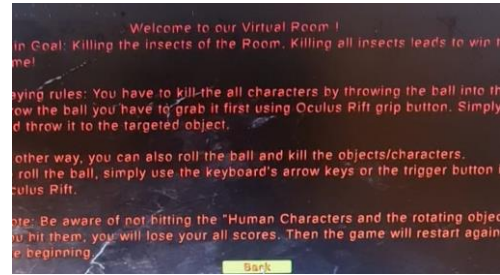 Welcome to our Virtual Room !
in Goal: Killing the insects of the Room. Killing all insects leads to win t
me!
aying rules: You have to kill the all characters by throwing the ball into th
ow the ball you have to grab it first using Oculus Rift grip button. Simply
d throw it to the targeted object.
other way, you can also roll the ball and kill the objects/characters.
roll the ball, simply use the keyboard's arrow keys or the trigger button
culus Rift.
ote: Be aware of not hitting the "Human Characters and the rotating objec
ou hit them, you will lose your all scores. Then the game will restart again
e beginning.
Back